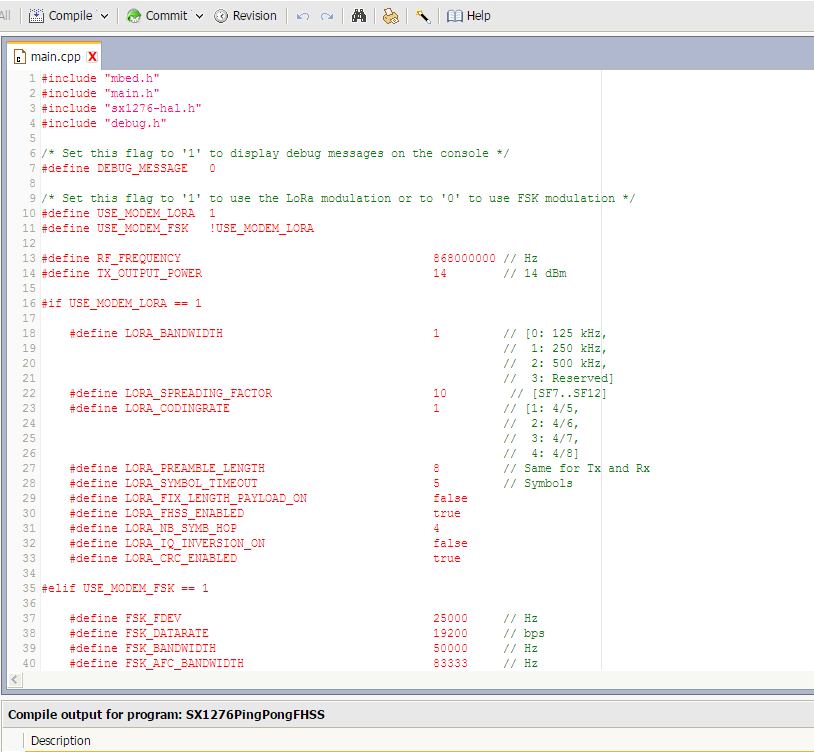 All Compile Commit Revision Help
main.cpp X
1 #include "mbed.h"
2 #include "main.h"
3 #include "sx1276-hal.h"
4 #include "debug.h"
5
6 /* Set this flag to '1' to display debug messages on the console */
7 #define DEBUG_MESSAGE 0
8
9 /* Set this flag to '1' to use the LoRa modulation or to '0' to use FSK modulation */
10 #define USE_MODEM_LORA 1
11 #define USE_MODEM_FSK !USE_MODEM_LORA
12
13 #define RF_FREQUENCY 868000000 // Hz
14 #define TX_OUTPUT_POWER 14 // 14 dBm
15
16 #if USE_MODEM_LORA == 1
17
18 #define LORA_BANDWIDTH 1 // [0: 125 kHz,
19 // 1: 250 kHz,
20 // 2: 500 kHz,
21 // 3: Reserved]
22 #define LORA_SPREADING_FACTOR 10 // [SF7..SF12]
23 #define LORA_CODINGRATE 1 // [1: 4/5,
24 // 2: 4/6,
25 // 3: 4/7,
26 // 4: 4/8]
27 #define LORA_PREAMBLE_LENGTH 8 // Same for Tx and Rx
28 #define LORA_SYMBOL_TIMEOUT 5 // Symbols
29 #define LORA_FIX_LENGTH_PAYLOAD_ON false
30 #define LORA_FHSS_ENABLED true
31 #define LORA_NB_SYMB_HOP 4
32 #define LORA_IQ_INVERSION_ON false
33 #define LORA_CRC_ENABLED true
34
35 #elif USE_MODEM_FSK == 1
36
37 #define FSK_FDEV 25000 // Hz
38 #define FSK_DATARATE 19200 // bps
39 #define FSK_BANDWIDTH 50000 // Hz
40 #define FSK_AFC_BANDWIDTH 83333 // Hz
Compile output for program: SX1276PingPongFHSS
Description